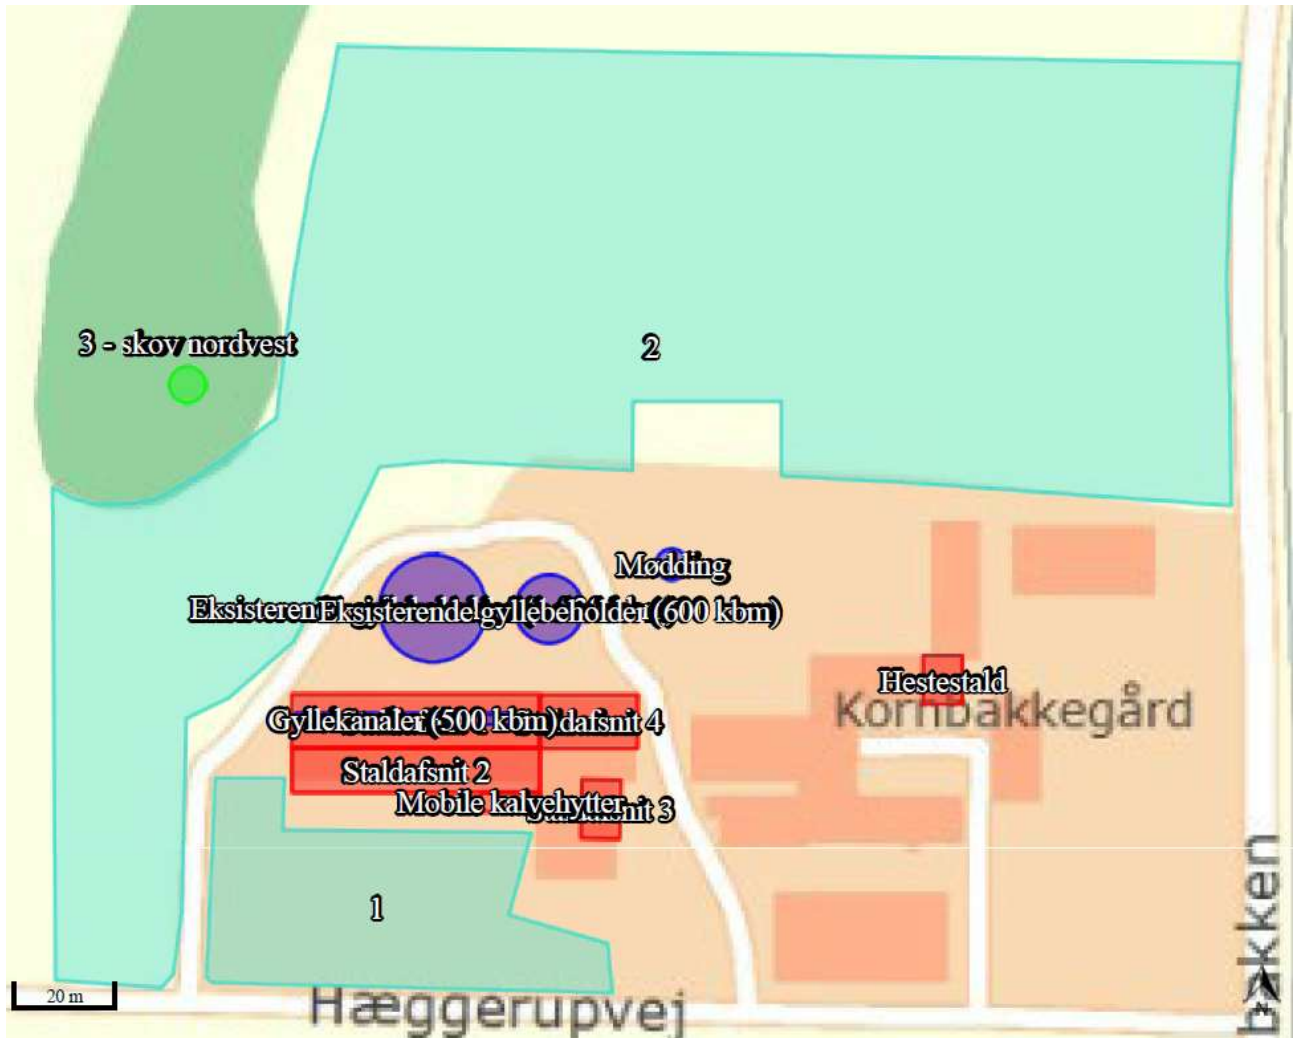 3 - skov nordvest
2
Mødding
Eksisterende gyllebeholder (600 kbm)
Hestestald
Kornbakkegård
Gyllekanaler (500 kbm)
Staldafsnit 2
Mobile kalvehytter
1
20 m
Hæggerupvej
bakken